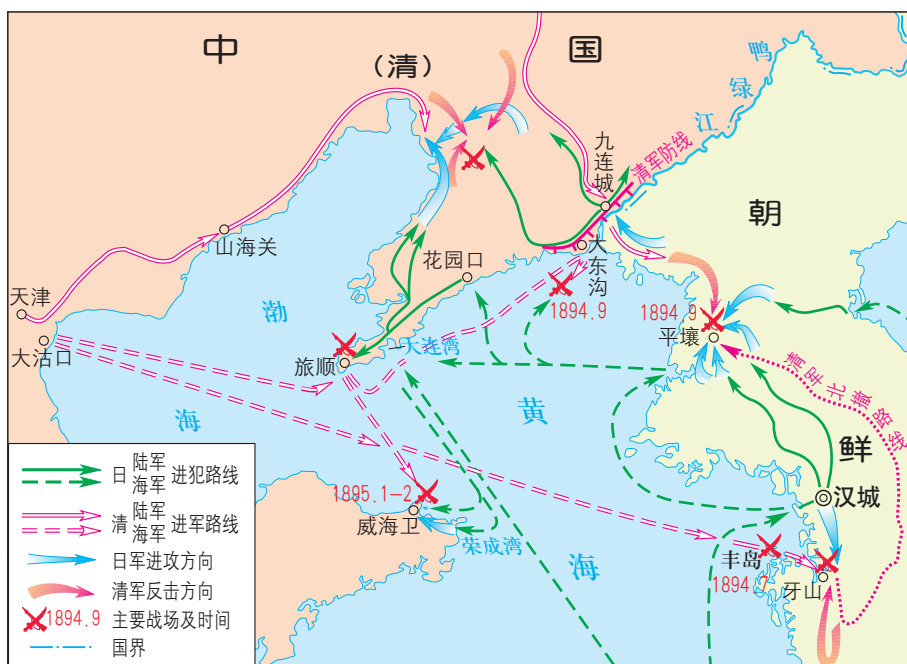 中 国
（清）
鸭
绿
江
九连城
清军防线
朝
鲜
山海关
花园口
大东沟
天津
渤
海
1894.9
1894.9
平壤
大沽口
旅顺
大连湾
清军北撤路线
黄
海
汉城
1895.1-2
威海卫
荣成湾
丰岛
1894.7
牙山
日 陆军 海军 进犯路线
清 陆军 海军 进军路线
日军进攻方向
清军反击方向
1894.9 主要战场及时间
国界